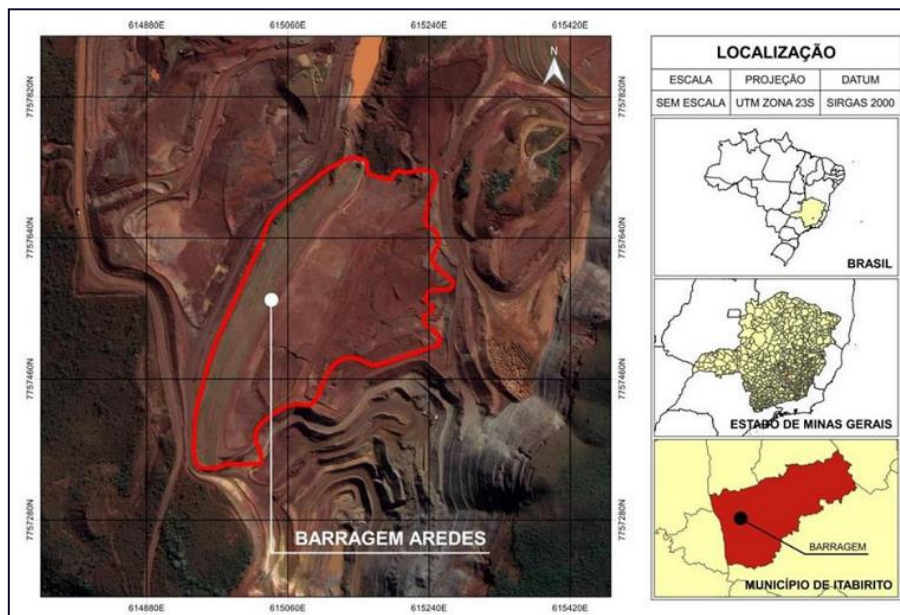 614880E 615060E 615240E 615420E
N
7757820N 7757820N
7757640N 7757640N
7757460N 7757460N
7757280N 7757280N
BARRAGEM AREDES
614880E 615060E 615240E 615420E
LOCALIZAÇÃO
ESCALA PROJEÇÃO DATUM
SEM ESCALA UTM ZONA 23S SIRGAS 2000
BRASIL
ESTADO DE MINAS GERAIS
BARRAGEM
MUNICÍPIO DE ITABIRITO